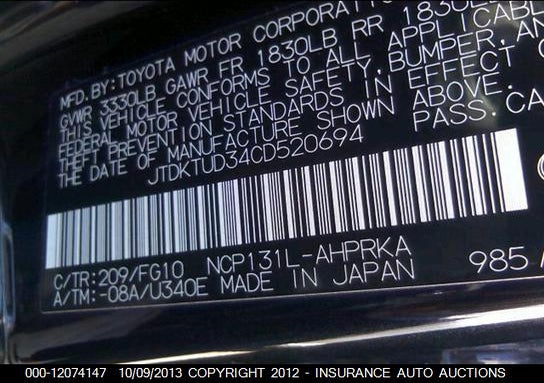 MFD. BY: TOYOTA MOTOR CORPORATION
GVWR 3330LB GAWR FR 1830LB RR 1830LB
THIS VEHICLE CONFORMS TO ALL APPLICABLE
FEDERAL MOTOR VEHICLE SAFETY, BUMPER, AND
THEFT PREVENTION STANDARDS IN EFFECT O
THE DATE OF MANUFACTURE SHOWN ABOVE.
JTDKTUD34CD520694 PASS. CA
C/TR: 209/FG10 NCP131L-AHPRKA
A/TM: -08A/U340E MADE IN JAPAN 985
000-12074147 10/09/2013 COPYRIGHT 2012 - INSURANCE AUTO AUCTIONS